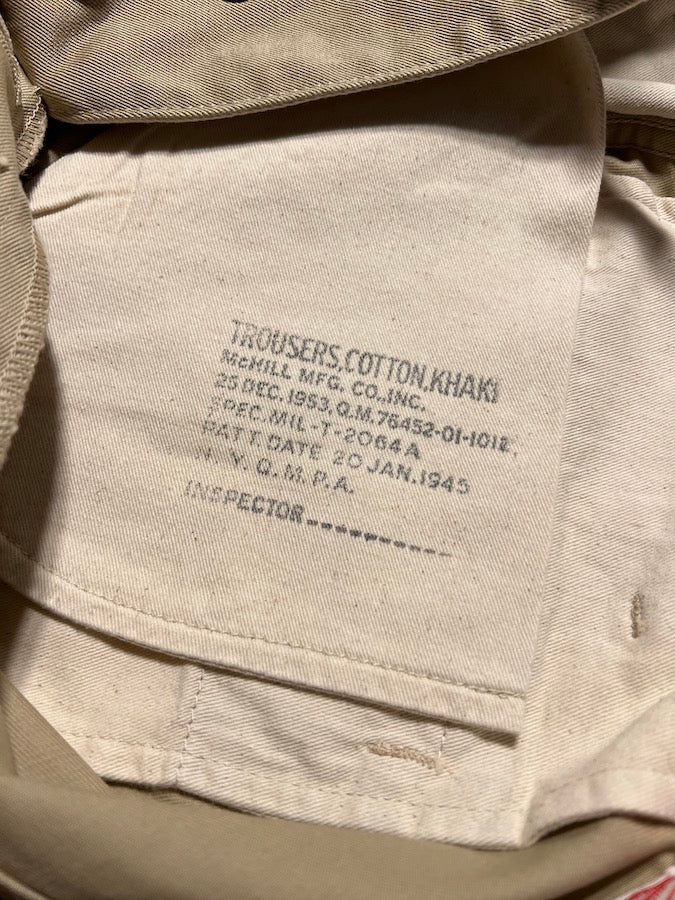 TROUSERS, COTTON, KHAKI
McHILL MFG. CO., INC.
25 DEC. 1953, Q.M. 76452-01-1012
SPEC. MIL-T-2064A
PATT. DATE 20 JAN. 1945
N. Y. Q. M. P. A.
INSPECTOR